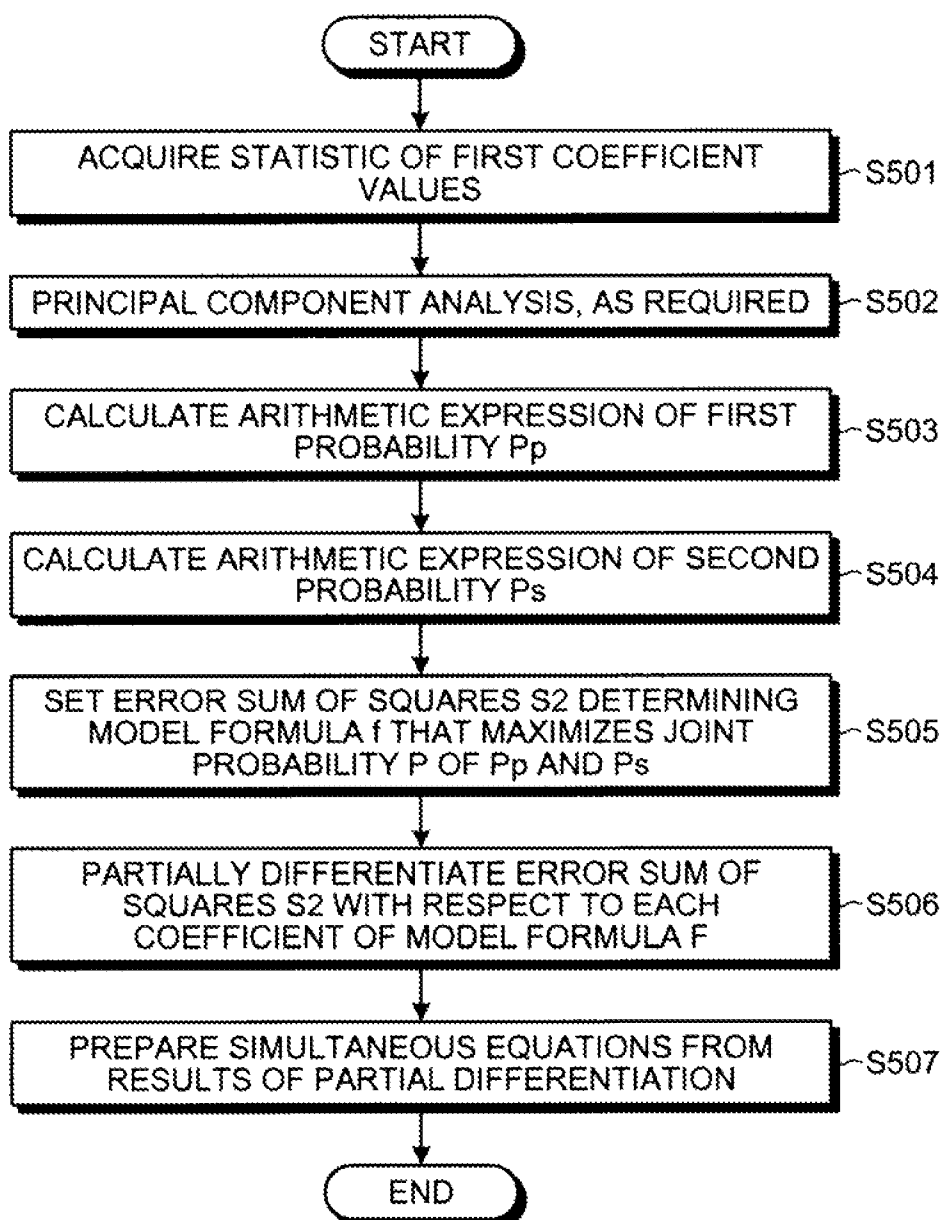 START
ACQUIRE STATISTIC OF FIRST COEFFICIENT
VALUES
S501
PRINCIPAL COMPONENT ANALYSIS, AS REQUIRED
S502
CALCULATE ARITHMETIC EXPRESSION OF FIRST
PROBABILITY Pp
S503
CALCULATE ARITHMETIC EXPRESSION OF SECOND
PROBABILITY Ps
S504
SET ERROR SUM OF SQUARES S2 DETERMINING
MODEL FORMULA f THAT MAXIMIZES JOINT
PROBABILITY P OF Pp AND Ps
S505
PARTIALLY DIFFERENTIATE ERROR SUM OF
SQUARES S2 WITH RESPECT TO EACH
COEFFICIENT OF MODEL FORMULA F
S506
PREPARE SIMULTANEOUS EQUATIONS FROM
RESULTS OF PARTIAL DIFFERENTIATION
S507
END